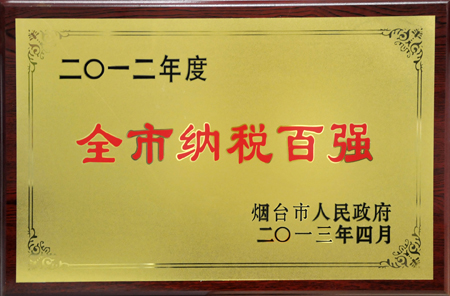 二〇一二年度
全市纳税百强
烟台市人民政府
二〇一三年四月